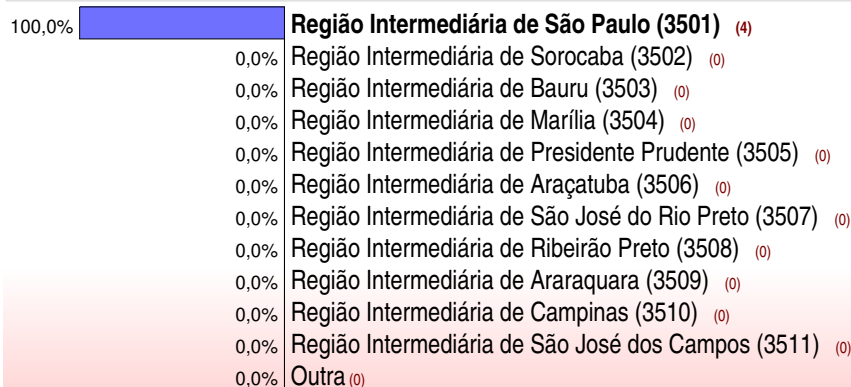 100,0% Região Intermediária de São Paulo (3501) (4)
0,0% Região Intermediária de Sorocaba (3502) (0)
0,0% Região Intermediária de Bauru (3503) (0)
0,0% Região Intermediária de Marília (3504) (0)
0,0% Região Intermediária de Presidente Prudente (3505) (0)
0,0% Região Intermediária de Araçatuba (3506) (0)
0,0% Região Intermediária de São José do Rio Preto (3507) (0)
0,0% Região Intermediária de Ribeirão Preto (3508) (0)
0,0% Região Intermediária de Araraquara (3509) (0)
0,0% Região Intermediária de Campinas (3510) (0)
0,0% Região Intermediária de São José dos Campos (3511) (0)
0,0% Outra (0)